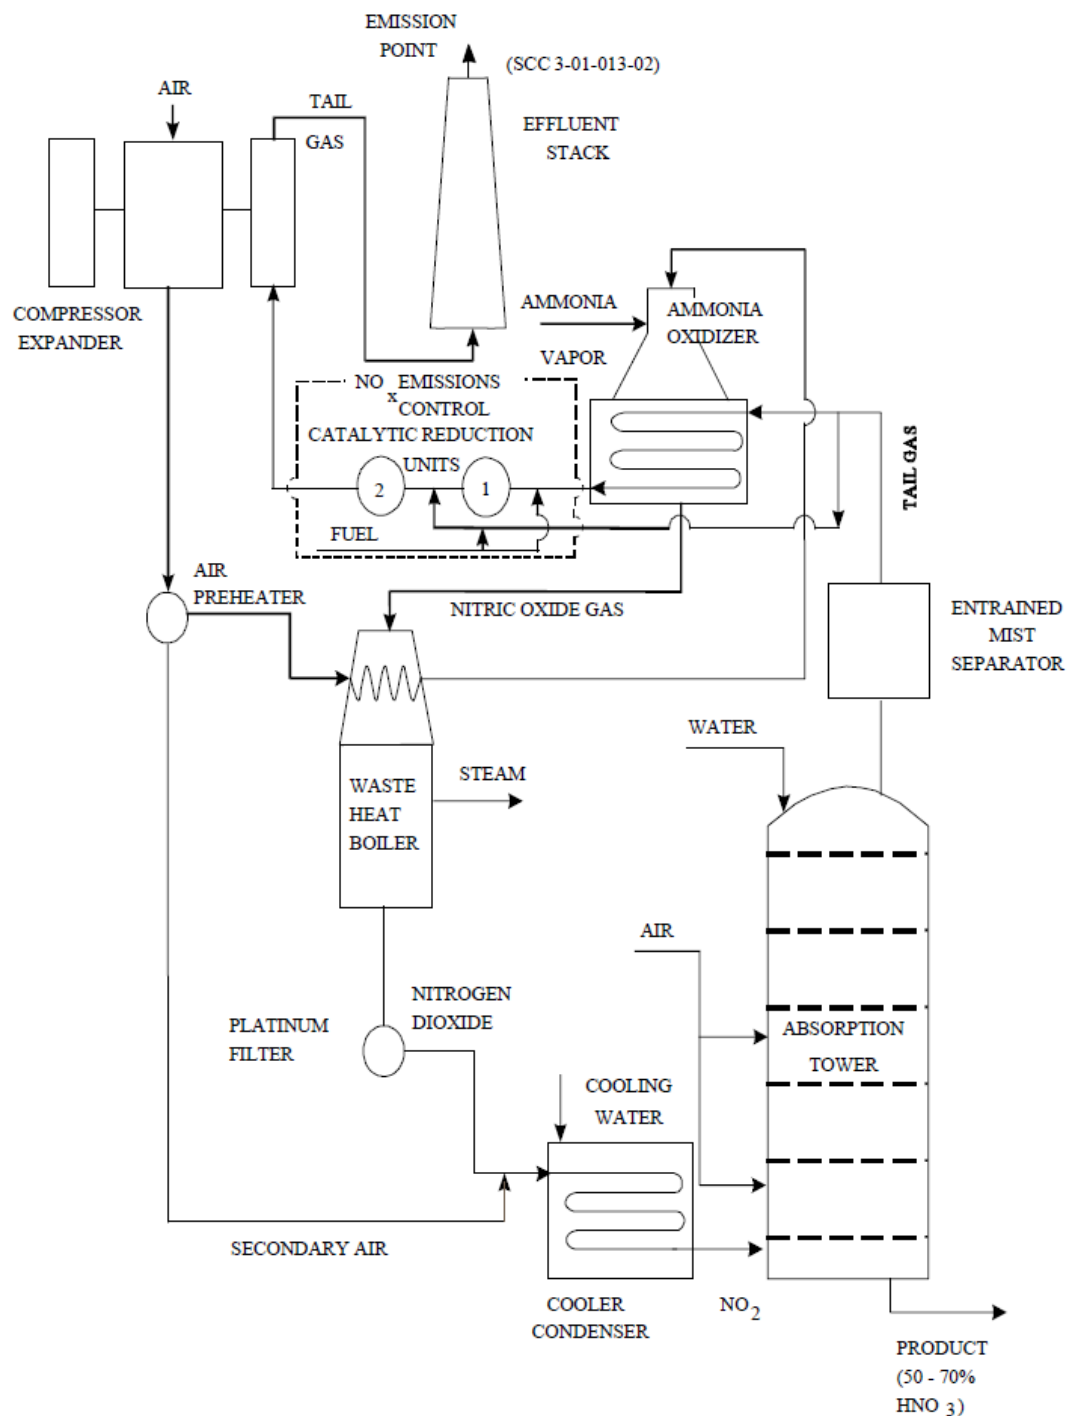 EMISSION
POINT
(SCC 3-01-013-02)
AIR
TAIL
GAS
EFFLUENT
STACK
COMPRESSOR
EXPANDER
AMMONIA
VAPOR
AMMONIA
OXIDIZER
NOx EMISSIONS
CONTROL
CATALYTIC REDUCTION
UNITS
2
1
FUEL
TAIL GAS
AIR
PREHEATER
NITRIC OXIDE GAS
ENTRAINED
MIST
SEPARATOR
WATER
STEAM
WASTE
HEAT
BOILER
AIR
NITROGEN
DIOXIDE
PLATINUM
FILTER
ABSORPTION
TOWER
COOLING
WATER
SECONDARY AIR
COOLER
CONDENSER
NO2
PRODUCT
(50 - 70%
HNO3)